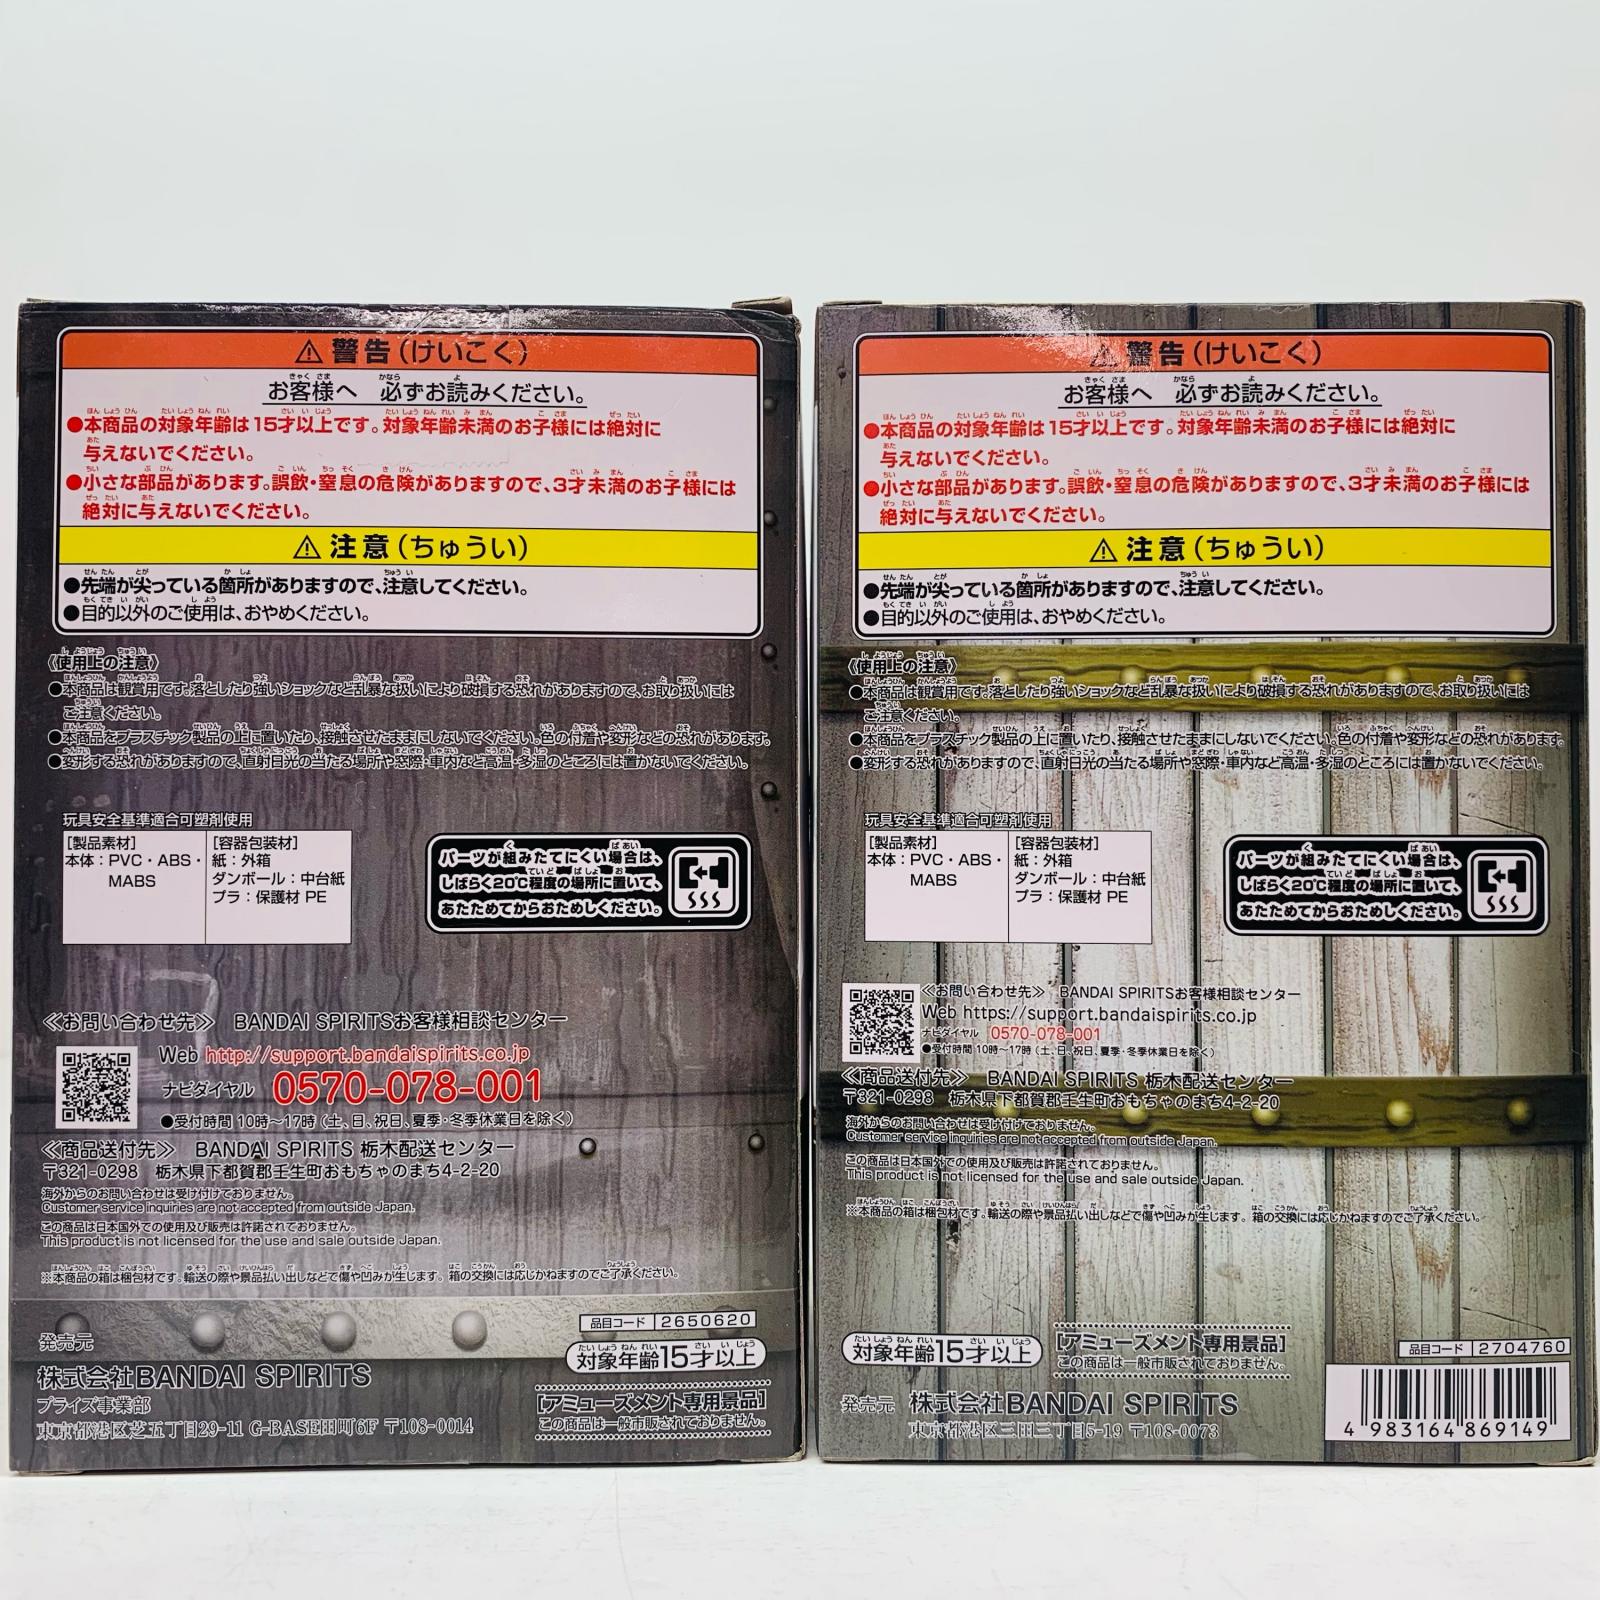 ⚠警告(けいこく)
お客様へ 必ずお読みください。
●本商品の対象年齢は15才以上です。対象年齢未満のお子様には絶対に
与えないでください。
●小さな部品があります。誤飲・窒息の危険がありますので、3才未満のお子様には
絶対に与えないでください。
⚠注意(ちゅうい)
●先端が尖っている箇所がありますので、注意してください。
●目的以外のご使用は、おやめください。
《使用上の注意》
●本商品は観賞用です。落としたり強いショックなど乱暴な扱いにより破損する恐れがありますので、お取り扱いには
ご注意ください。
●本商品をプラスチック製品の上に置いたり、接触させたままにしないでください。色の付着や変形などの恐れがあります。
●変形する恐れがありますので、直射日光の当たる場所や窓際・車内など高温・多湿のところには置かないでください。
玩具安全基準適合可塑剤使用
[製品素材]
本体：PVC・ABS・
MABS
[容器包装材]
紙：外箱
ダンボール：中台紙
プラ：保護材 PE
パーツが組みたてにくい場合は、
しばらく20℃程度の場所に置いて、
あたためてからおためしください。
《お問い合わせ先》 BANDAI SPIRITSお客様相談センター
Web http://support.bandaispirits.co.jp
ナビダイヤル 0570-078-001
●受付時間 10時〜17時(土、日、祝日、夏季・冬季休業日を除く)
《商品送付先》 BANDAI SPIRITS 栃木配送センター
〒321-0298 栃木県下都賀郡壬生町おもちゃのまち4-2-20
海外からのお問い合わせは受け付けておりません。
Customer service inquiries are not accepted from outside Japan.
この商品は日本国外での使用及び販売は許諾されておりません。
This product is not licensed for the use and sale outside Japan.
※本商品の箱は梱包材です。輸送の際や景品払い出しなどで傷や凹みが生じます。箱の交換には応じかねますのでご了承ください。
品目コード 2650620
対象年齢15才以上
発売元
株式会社BANDAI SPIRITS
プライズ事業部
東京都港区芝五丁目29-11 G-BASE田町6F 〒108-0014
[アミューズメント専用景品]
この商品は一般市販されておりません。
⚠警告(けいこく)
お客様へ 必ずお読みください。
●本商品の対象年齢は15才以上です。対象年齢未満のお子様には絶対に
与えないでください。
●小さな部品があります。誤飲・窒息の危険がありますので、3才未満のお子様には
絶対に与えないでください。
⚠注意(ちゅうい)
●先端が尖っている箇所がありますので、注意してください。
●目的以外のご使用は、おやめください。
《使用上の注意》
●本商品は観賞用です。落としたり強いショックなど乱暴な扱いにより破損する恐れがありますので、お取り扱いには
ご注意ください。
●本商品をプラスチック製品の上に置いたり、接触させたままにしないでください。色の付着や変形などの恐れがあります。
●変形する恐れがありますので、直射日光の当たる場所や窓際・車内など高温・多湿のところには置かないでください。
玩具安全基準適合可塑剤使用
[製品素材]
本体：PVC・ABS・
MABS
[容器包装材]
紙：外箱
ダンボール：中台紙
プラ：保護材 PE
パーツが組みたてにくい場合は、
しばらく20℃程度の場所に置いて、
あたためてからおためしください。
《お問い合わせ先》 BANDAI SPIRITSお客様相談センター
Web https://support.bandaispirits.co.jp
ナビダイヤル 0570-078-001
●受付時間 10時〜17時(土、日、祝日、夏季・冬季休業日を除く)
《商品送付先》 BANDAI SPIRITS 栃木配送センター
〒321-0298 栃木県下都賀郡壬生町おもちゃのまち4-2-20
海外からのお問い合わせは受け付けておりません。
Customer service inquiries are not accepted from outside Japan.
この商品は日本国外での使用及び販売は許諾されておりません。
This product is not licensed for the use and sale outside Japan.
※本商品の箱は梱包材です。輸送の際や景品払い出しなどで傷や凹みが生じます。箱の交換には応じかねますのでご了承ください。
対象年齢15才以上
[アミューズメント専用景品]
この商品は一般市販されておりません。
品目コード 2704760
発売元 株式会社BANDAI SPIRITS
東京都港区三田三丁目5-19 〒108-0073
4 983164 869149